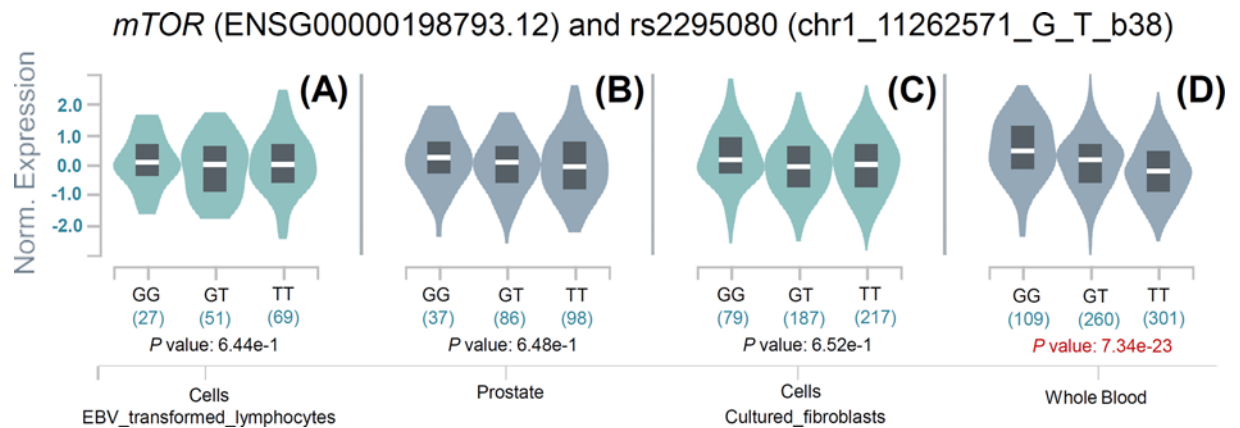 mTOR (ENSG00000198793.12) and rs2295080 (chr1_11262571_G_T_b38)
Norm. Expression
2.0
1.0
0.0
-1.0
-2.0
(A)
(B)
(C)
(D)
GG GT TT GG GT TT GG GT TT GG GT TT
(27) (51) (69) (37) (86) (98) (79) (187) (217) (109) (260) (301)
P value: 6.44e-1 P value: 6.48e-1 P value: 6.52e-1 P value: 7.34e-23
Cells
EBV_transformed_lymphocytes
Prostate
Cells
Cultured_fibroblasts
Whole Blood